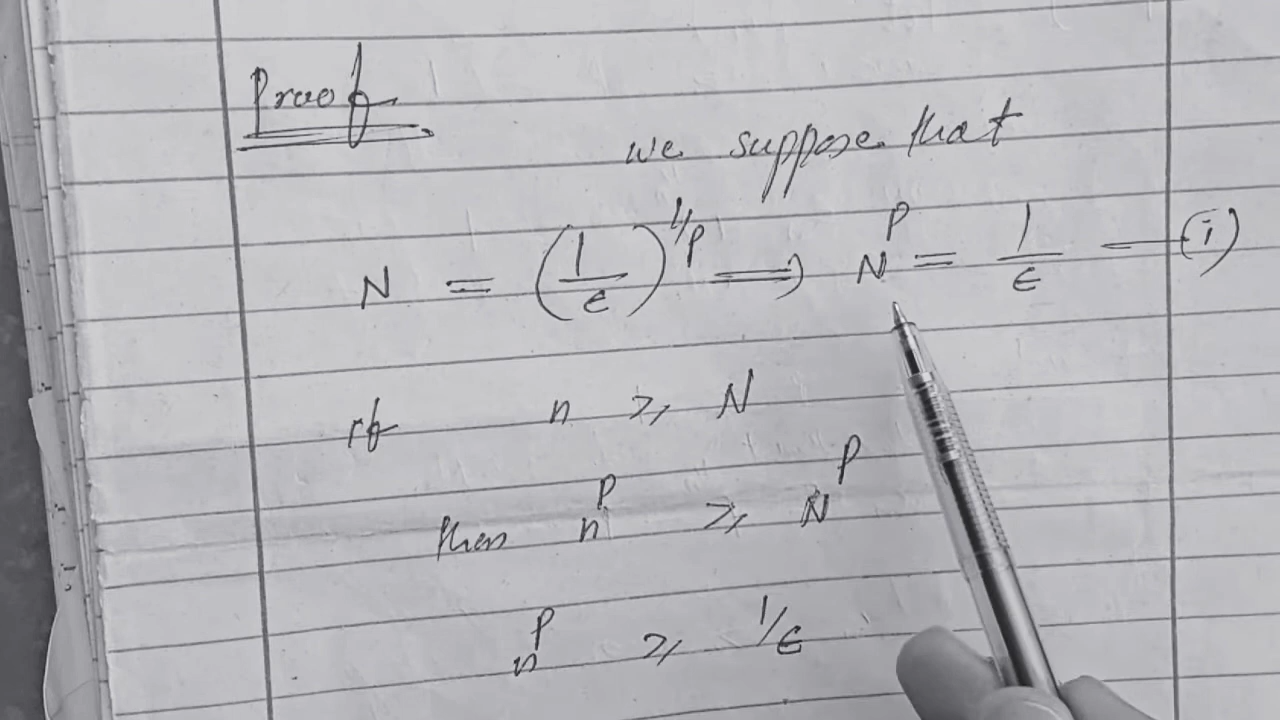 Proof
we suppose that
N = (1/ε)^{1/P} ⟹ N^P = 1/ε —(i)
if n ≥ N
then n^P ≥ N^P
n^P ≥ 1/ε